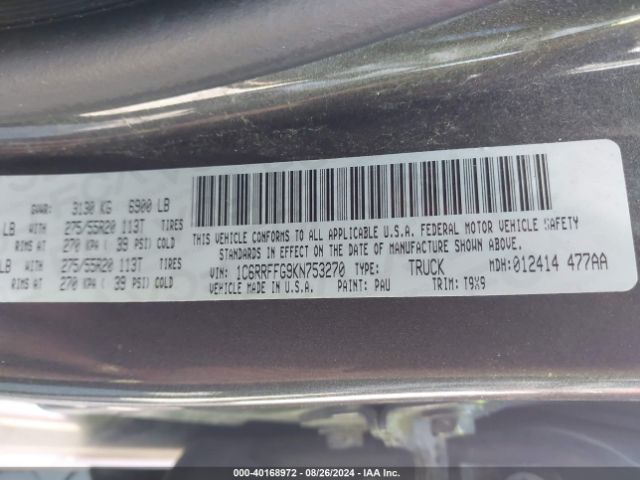 GVWR: 3130 KG 6900 LB
LB WITH 275/55R20 113T TIRES
RIMS AT 270 KPA ( 39 PSI) COLD
LB WITH 275/55R20 113T TIRES
RIMS AT 270 KPA ( 39 PSI) COLD
THIS VEHICLE CONFORMS TO ALL APPLICABLE U.S.A. FEDERAL MOTOR VEHICLE SAFETY
STANDARDS IN EFFECT ON THE DATE OF MANUFACTURE SHOWN ABOVE.
VIN: 1C6RRFFG9KN753270 TYPE: TRUCK MDH:012414 477AA
VEHICLE MADE IN U.S.A. PAINT: PAU TRIM: T9X9
000-40168972 • 08/26/2024 • IAA Inc.